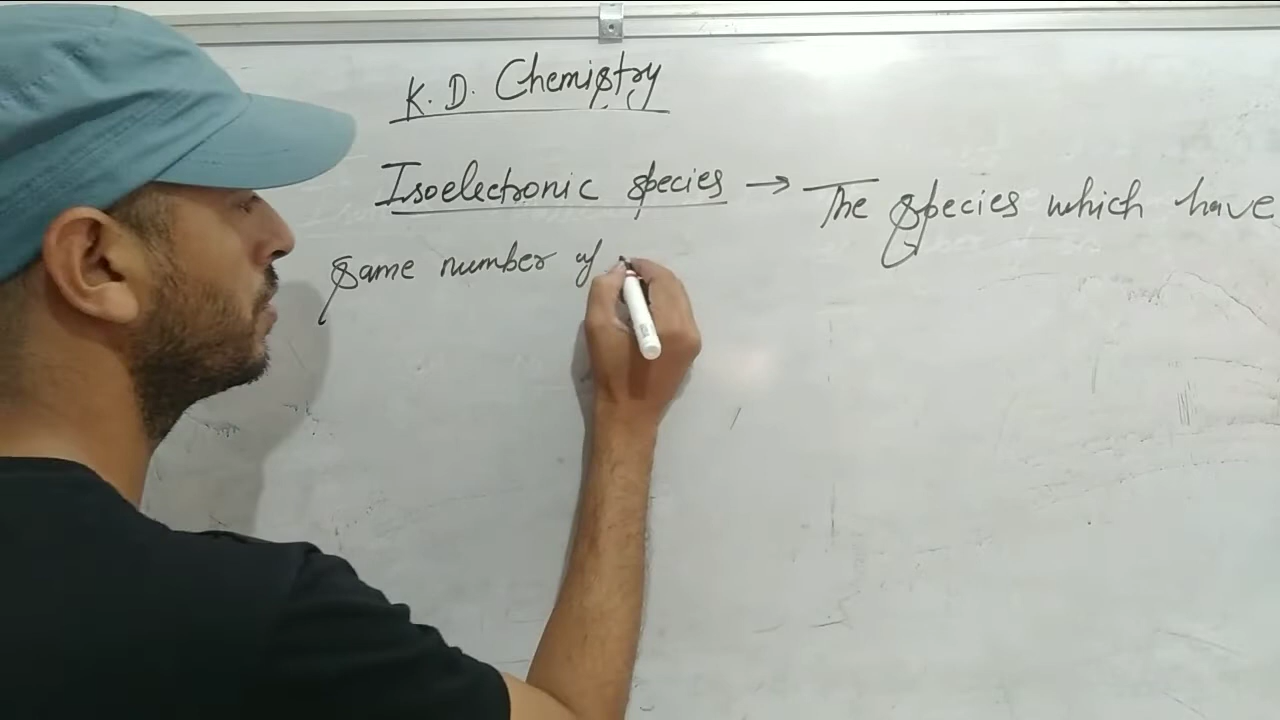 K. D. Chemistry
Isoelectronic species → The species which have
same number of